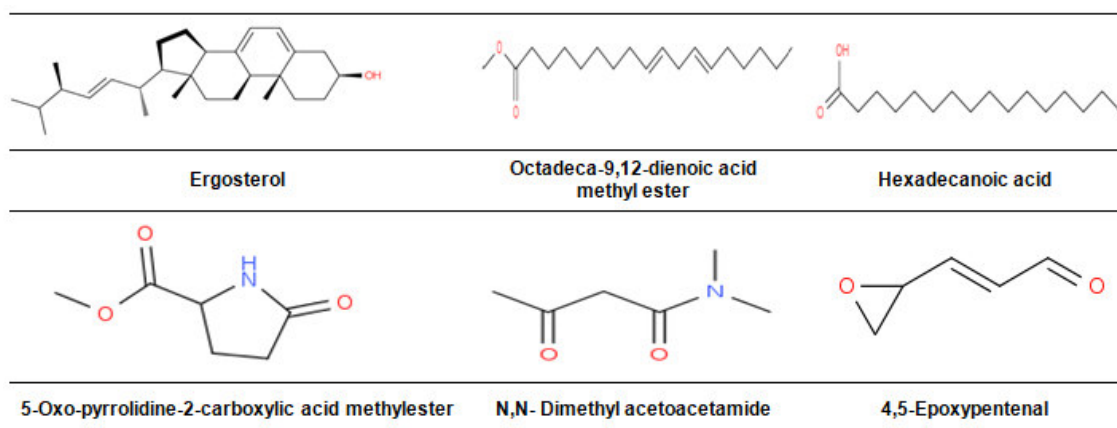 OH
O
O
OH
O
Ergosterol
Octadeca-9,12-dienoic acid
methyl ester
Hexadecanoic acid
O
H
N
O
O
N
O
O
O
O
5-Oxo-pyrrolidine-2-carboxylic acid methylester
N,N- Dimethyl acetoacetamide
4,5-Epoxypentenal